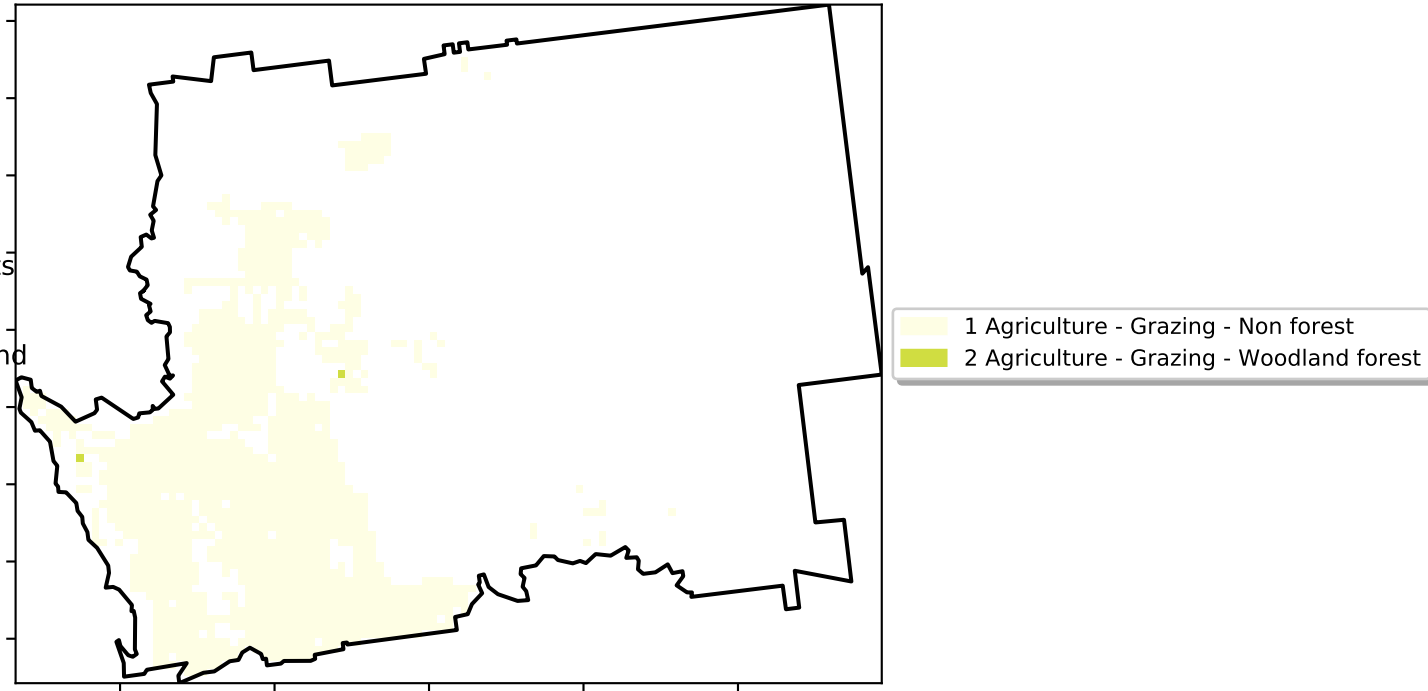 1 Agriculture - Grazing - Non forest
2 Agriculture - Grazing - Woodland forest